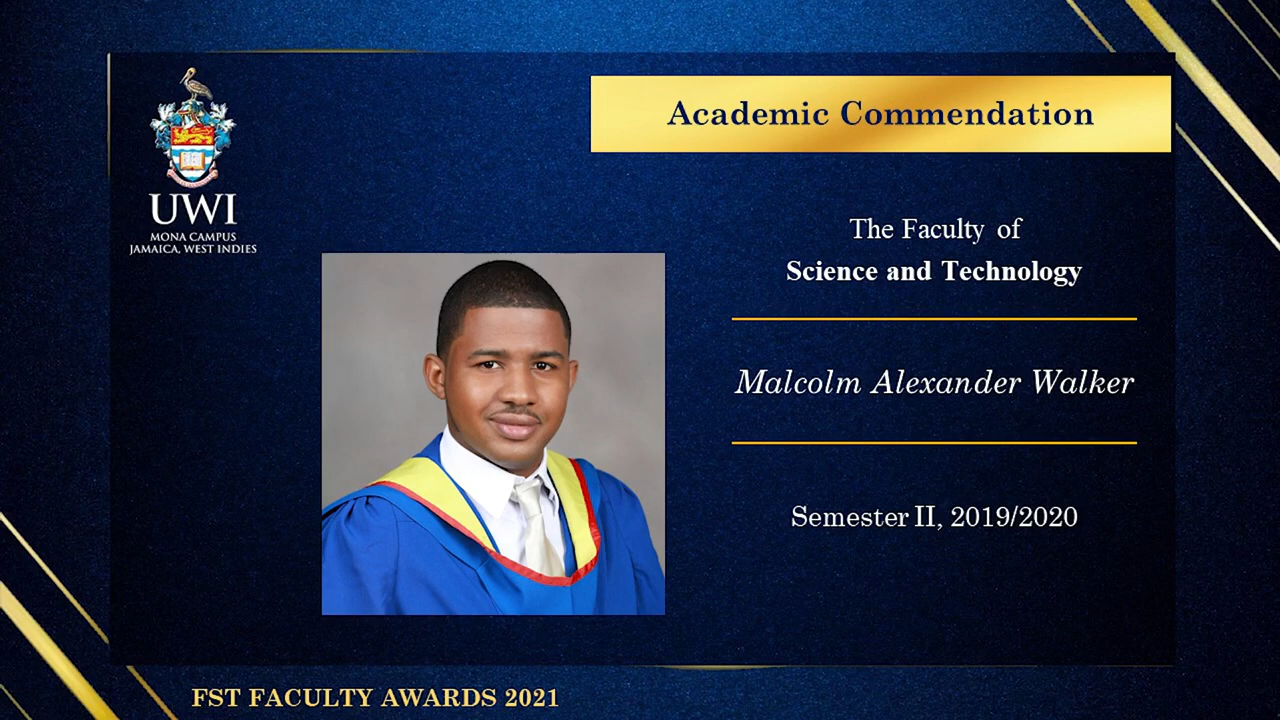 UWI
MONA CAMPUS
JAMAICA, WEST INDIES
Academic Commendation
The Faculty of
Science and Technology
Malcolm Alexander Walker
Semester II, 2019/2020
FST FACULTY AWARDS 2021